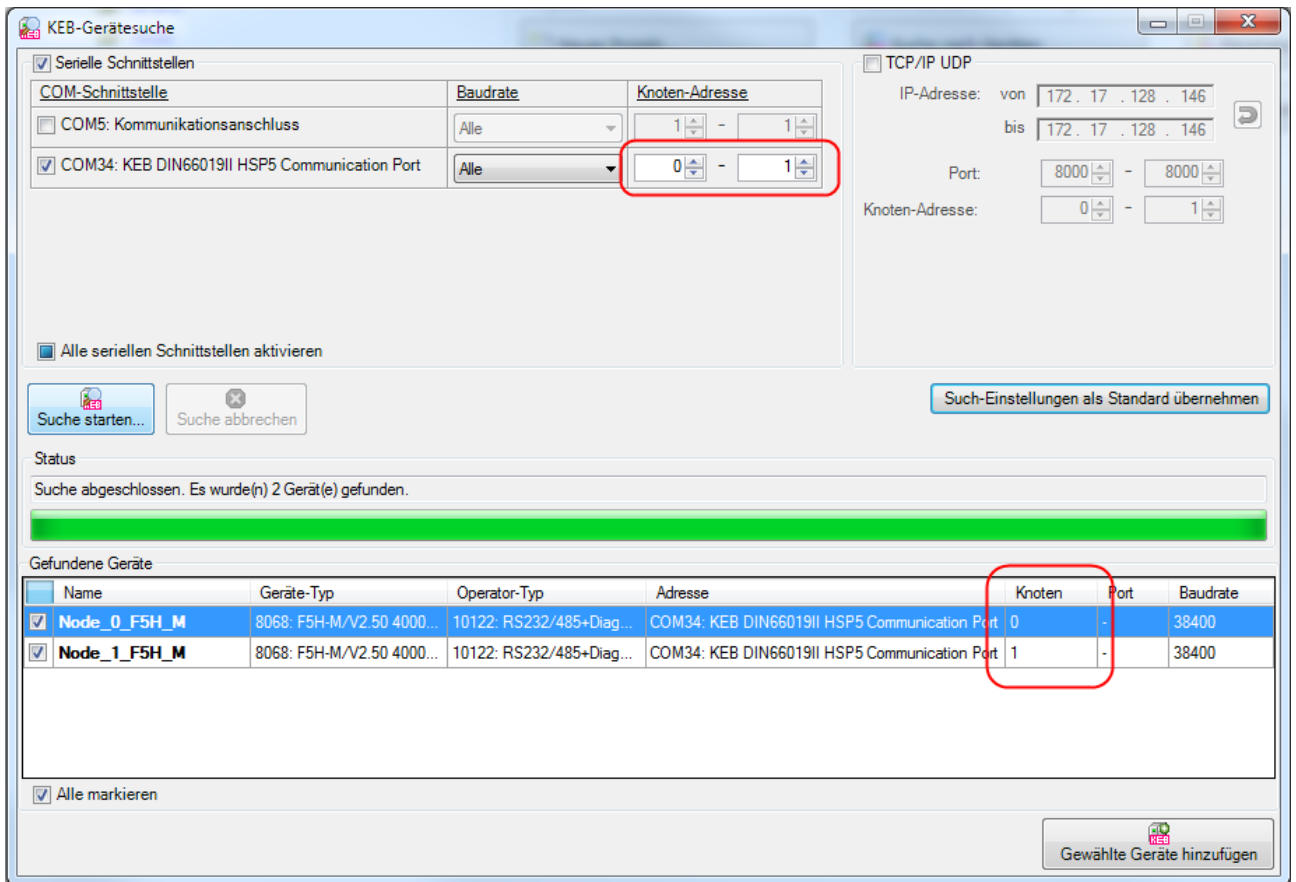 KEB-Gerätesuche
Serielle Schnittstellen
COM-Schnittstelle Baudrate Knoten-Adresse
COM5: Kommunikationsanschluss Alle 1 - 1
COM34: KEB DIN66019II HSP5 Communication Port Alle 0 - 1
Alle seriellen Schnittstellen aktivieren
TCP/IP UDP
IP-Adresse: von 172 . 17 . 128 . 146
bis 172 . 17 . 128 . 146
Port: 8000 - 8000
Knoten-Adresse: 0 - 1
Suche starten... Suche abbrechen Such-Einstellungen als Standard übernehmen
Status
Suche abgeschlossen. Es wurde(n) 2 Gerät(e) gefunden.
Gefundene Geräte
Name Geräte-Typ Operator-Typ Adresse Knoten Port Baudrate
Node_0_F5H_M 8068: F5H-M/V2.50 4000... 10122: RS232/485+Diag... COM34: KEB DIN66019II HSP5 Communication Port 0 - 38400
Node_1_F5H_M 8068: F5H-M/V2.50 4000... 10122: RS232/485+Diag... COM34: KEB DIN66019II HSP5 Communication Port 1 - 38400
Alle markieren
KEB
Gewählte Geräte hinzufügen